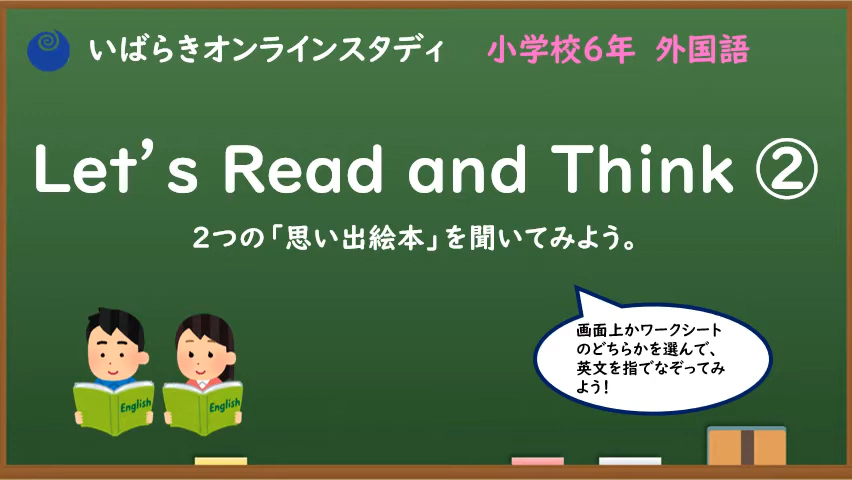 いばらきオンラインスタディ 小学校6年 外国語
Let's Read and Think ②
2つの「思い出絵本」を聞いてみよう。
画面上かワークシート
のどちらかを選んで、
英文を指でなぞってみ
よう!
English
English